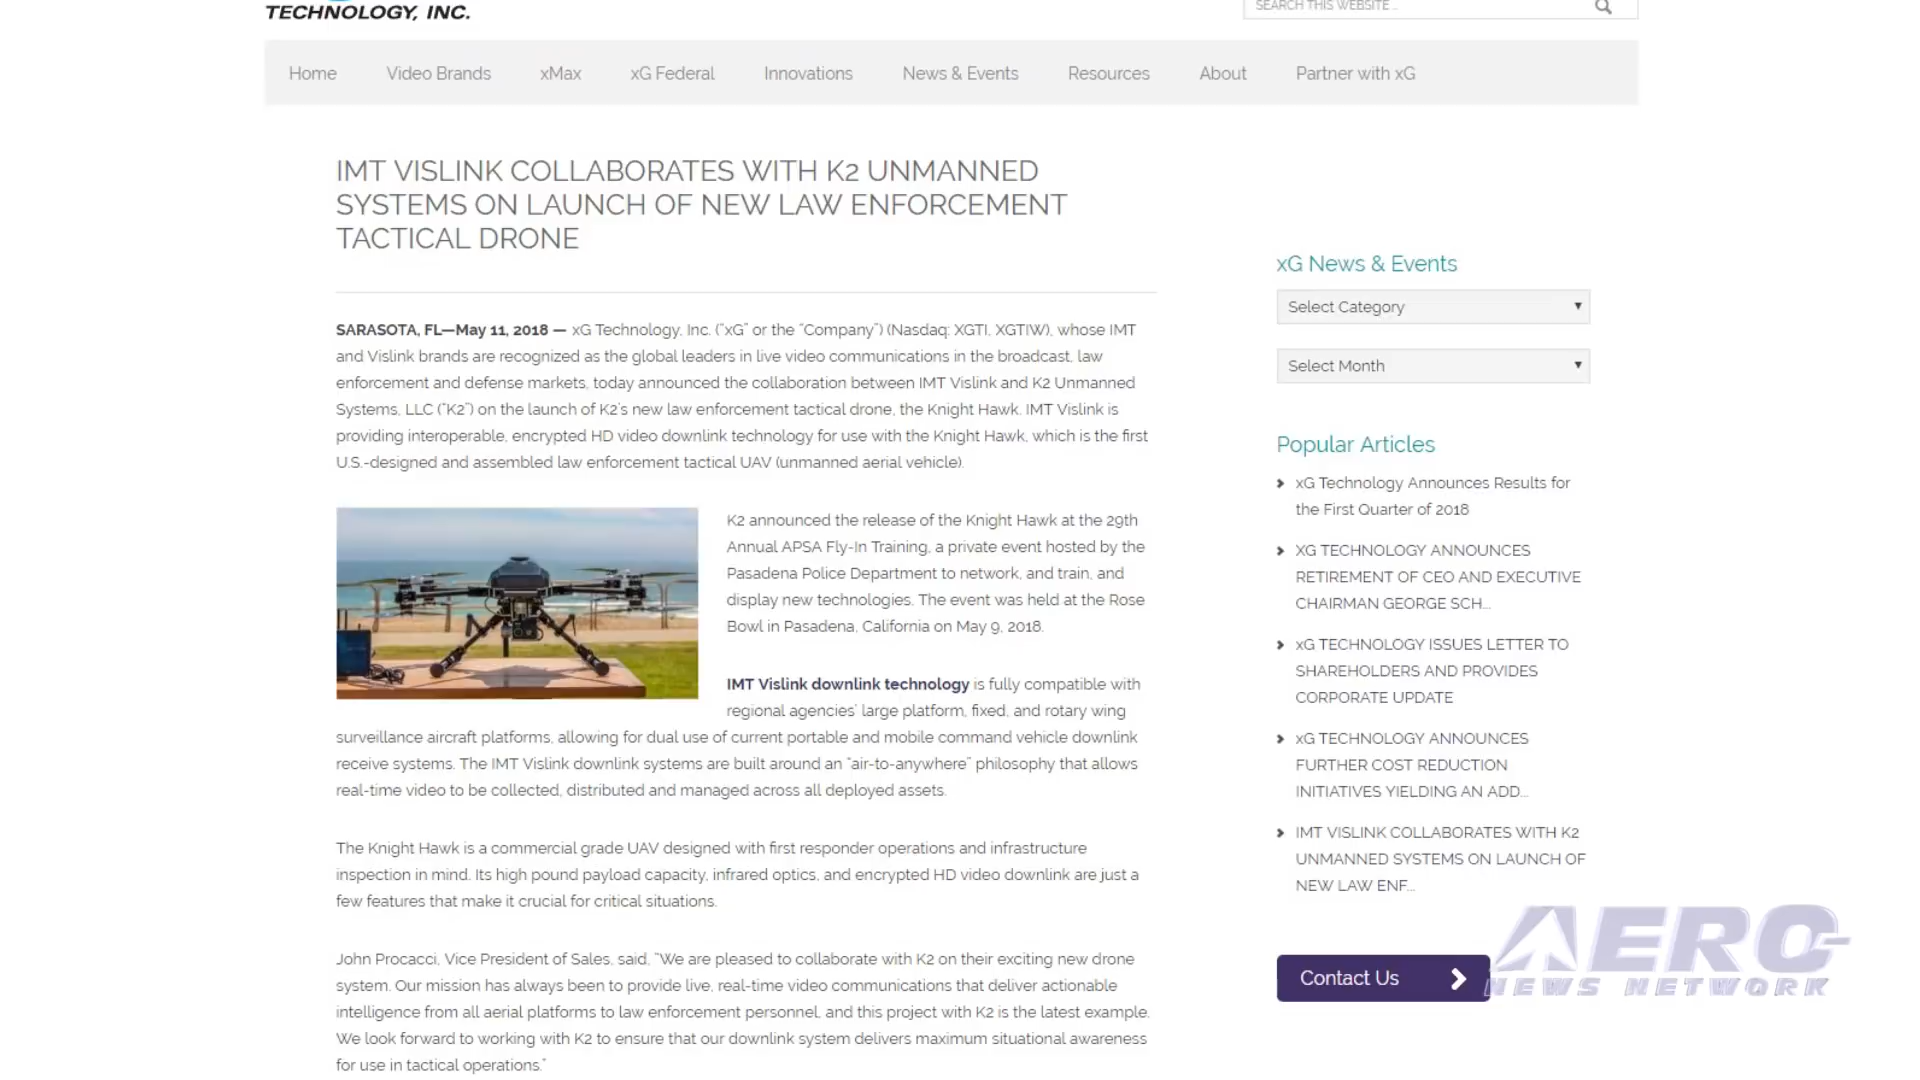 TECHNOLOGY, INC.
SEARCH THIS WEBSITE ..
Home Video Brands xMax xG Federal Innovations News & Events Resources About Partner with xG
IMT VISLINK COLLABORATES WITH K2 UNMANNED
SYSTEMS ON LAUNCH OF NEW LAW ENFORCEMENT
TACTICAL DRONE
SARASOTA, FL—May 11, 2018 — xG Technology, Inc. (“xG” or the “Company”) (Nasdaq: XGTI, XGTIW), whose IMT
and Vislink brands are recognized as the global leaders in live video communications in the broadcast, law
enforcement and defense markets, today announced the collaboration between IMT Vislink and K2 Unmanned
Systems, LLC (“K2”) on the launch of K2’s new law enforcement tactical drone, the Knight Hawk. IMT Vislink is
providing interoperable, encrypted HD video downlink technology for use with the Knight Hawk, which is the first
U.S.-designed and assembled law enforcement tactical UAV (unmanned aerial vehicle).
K2 announced the release of the Knight Hawk at the 29th
Annual APSA Fly-In Training, a private event hosted by the
Pasadena Police Department to network, and train, and
display new technologies. The event was held at the Rose
Bowl in Pasadena, California on May 9, 2018.
IMT Vislink downlink technology is fully compatible with
regional agencies’ large platform, fixed, and rotary wing
surveillance aircraft platforms, allowing for dual use of current portable and mobile command vehicle downlink
receive systems. The IMT Vislink downlink systems are built around an “air-to-anywhere” philosophy that allows
real-time video to be collected, distributed and managed across all deployed assets.
The Knight Hawk is a commercial grade UAV designed with first responder operations and infrastructure
inspection in mind. Its high pound payload capacity, infrared optics, and encrypted HD video downlink are just a
few features that make it crucial for critical situations.
John Procacci, Vice President of Sales, said, “We are pleased to collaborate with K2 on their exciting new drone
system. Our mission has always been to provide live, real-time video communications that deliver actionable
intelligence from all aerial platforms to law enforcement personnel, and this project with K2 is the latest example.
We look forward to working with K2 to ensure that our downlink system delivers maximum situational awareness
for use in tactical operations.”
xG News & Events
Select Category
Select Month
Popular Articles
xG Technology Announces Results for
the First Quarter of 2018
XG TECHNOLOGY ANNOUNCES
RETIREMENT OF CEO AND EXECUTIVE
CHAIRMAN GEORGE SCH...
xG TECHNOLOGY ISSUES LETTER TO
SHAREHOLDERS AND PROVIDES
CORPORATE UPDATE
xG TECHNOLOGY ANNOUNCES
FURTHER COST REDUCTION
INITIATIVES YIELDING AN ADD...
IMT VISLINK COLLABORATES WITH K2
UNMANNED SYSTEMS ON LAUNCH OF
NEW LAW ENF...
Contact Us
AERO-
NEWS NETWORK